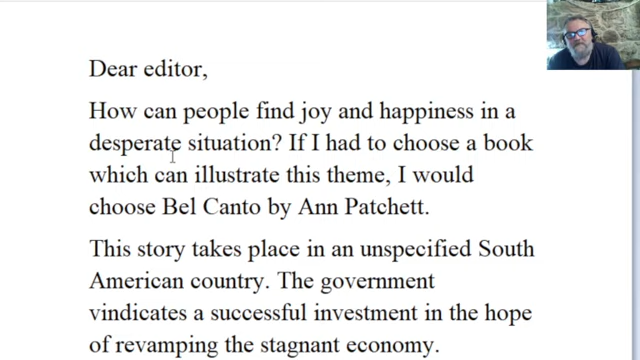 Dear editor,
How can people find joy and happiness in a
desperate situation? If I had to choose a book
which can illustrate this theme, I would
choose Bel Canto by Ann Patchett.
This story takes place in an unspecified South
American country. The government
vindicates a successful investment in the hope
of revamping the stagnant economy.